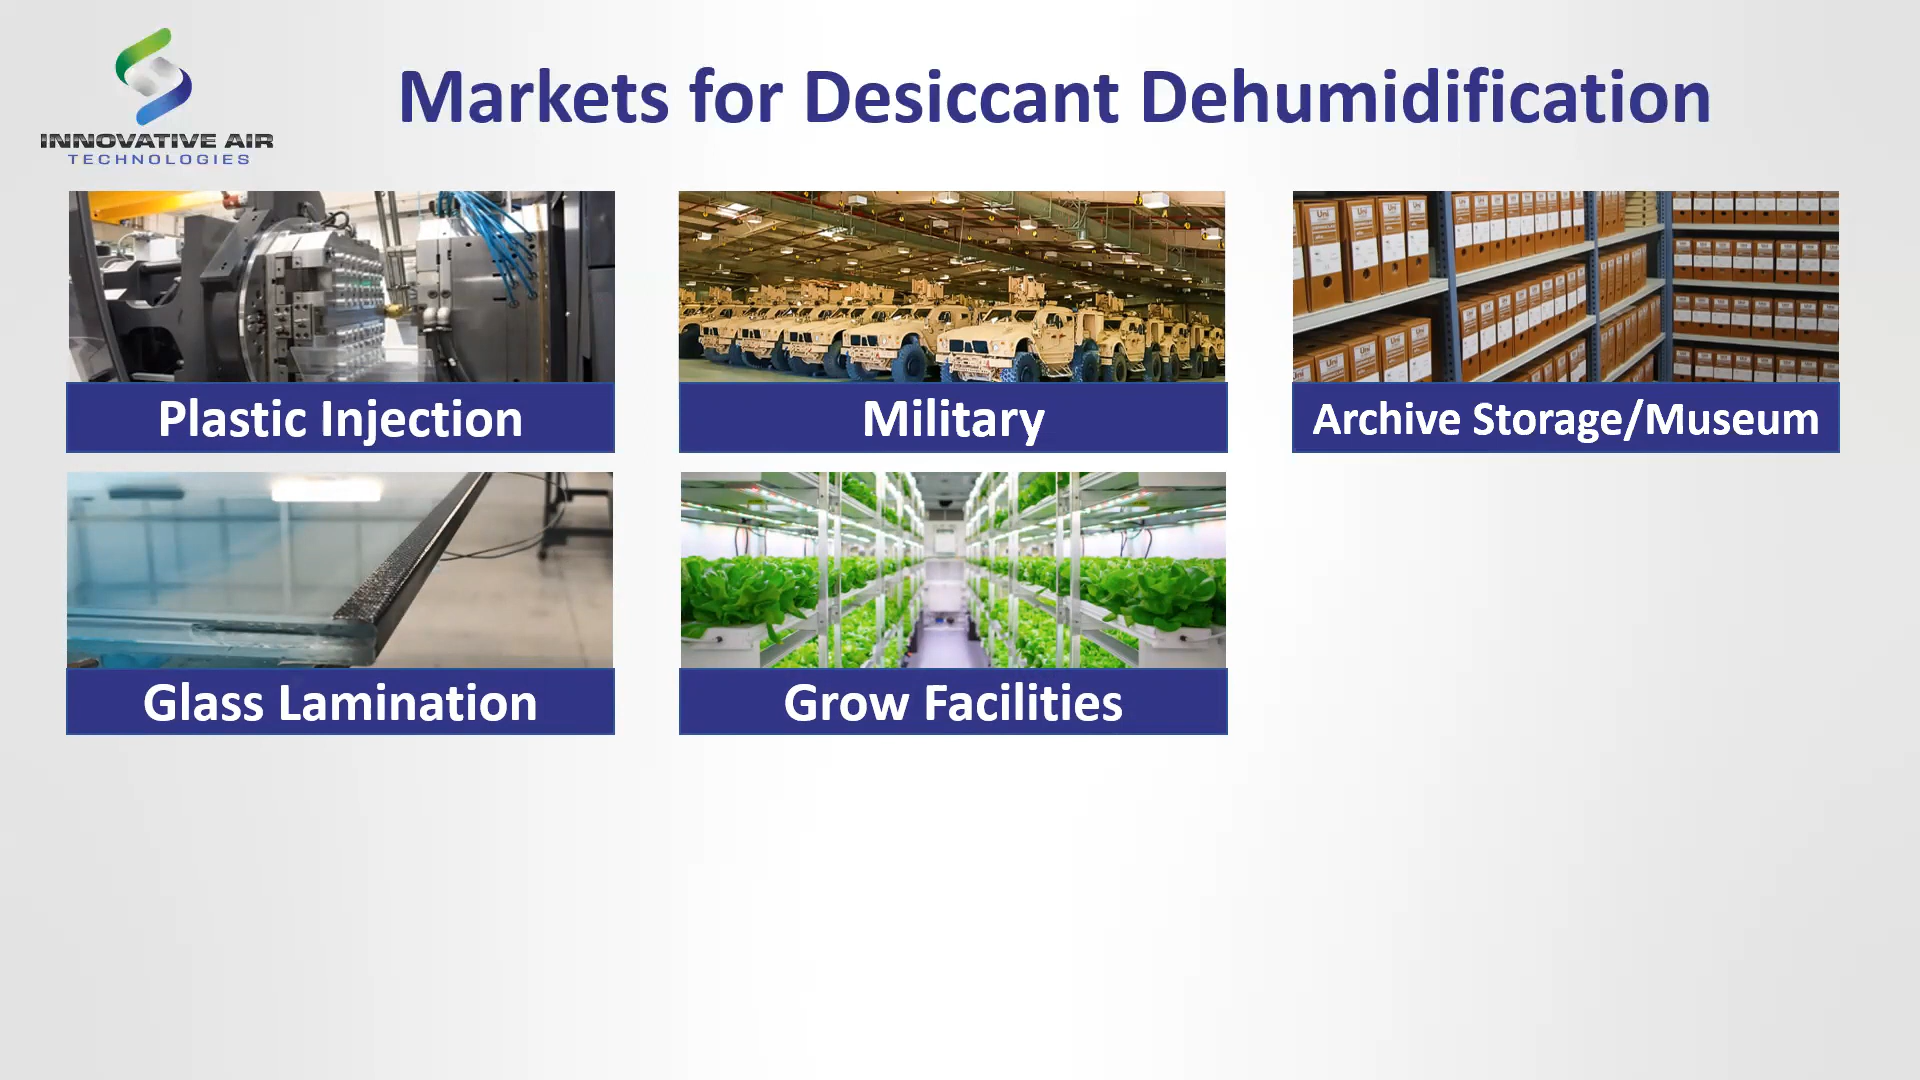 INNOVATIVE AIR
TECHNOLOGIES
Markets for Desiccant Dehumidification
Plastic Injection
Military
Archive Storage/Museum
Glass Lamination
Grow Facilities